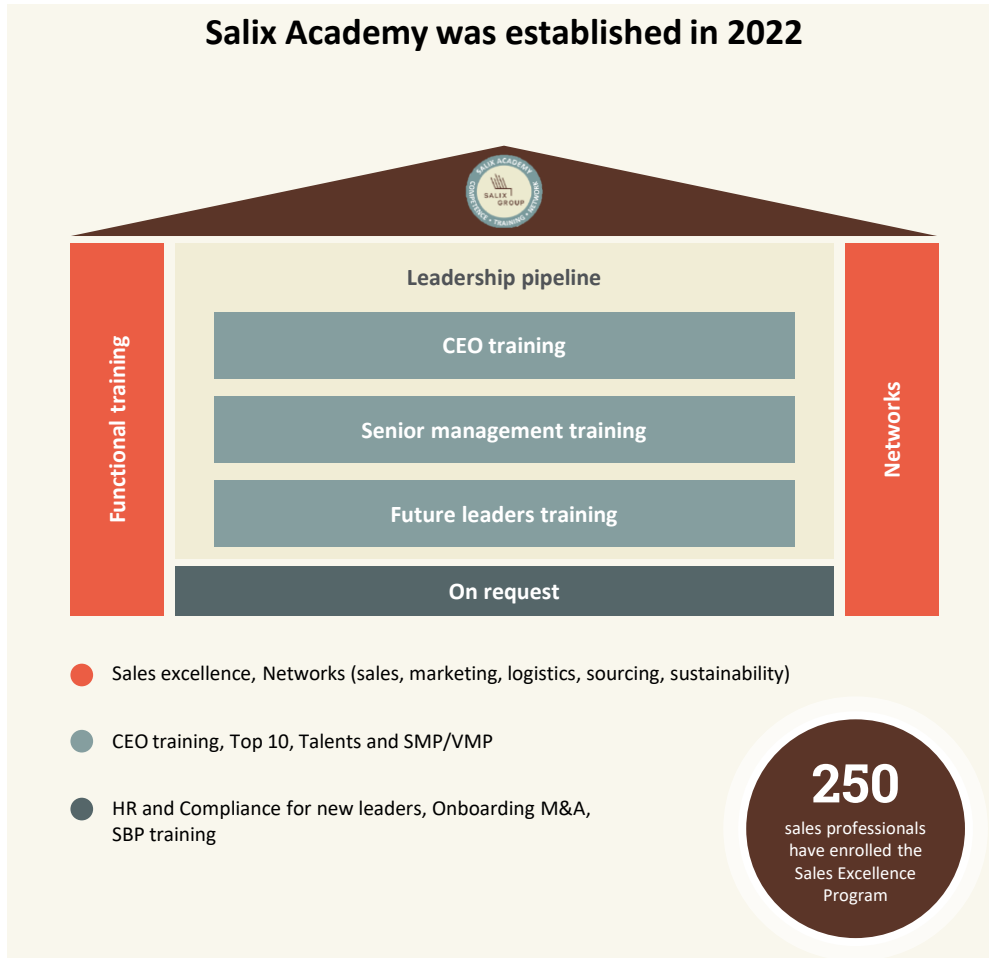 Salix Academy was established in 2022
SALIX ACADEMY
COMPETENCE • TRAINING • NETWORK
SALIX
GROUP
Functional training
Leadership pipeline
CEO training
Senior management training
Future leaders training
On request
Networks
Sales excellence, Networks (sales, marketing, logistics, sourcing, sustainability)
CEO training, Top 10, Talents and SMP/VMP
HR and Compliance for new leaders, Onboarding M&A,
SBP training
250
sales professionals
have enrolled the
Sales Excellence
Program